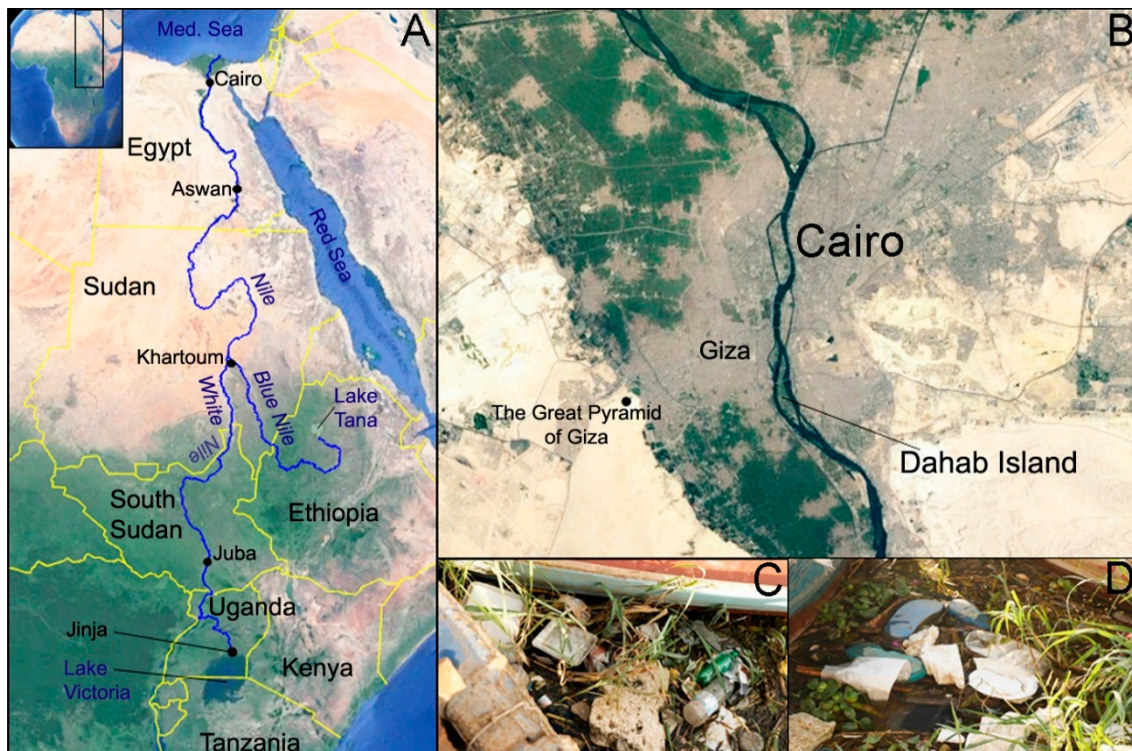 A
Med. Sea
Cairo
Egypt
Aswan
Red Sea
Sudan
Nile
Khartoum
White
Nile
Blue Nile
Lake
Tana
South
Sudan
Ethiopia
Juba
Uganda
Jinja
Kenya
Lake
Victoria
Tanzania
B
Cairo
Giza
The Great Pyramid
of Giza
Dahab Island
C
D